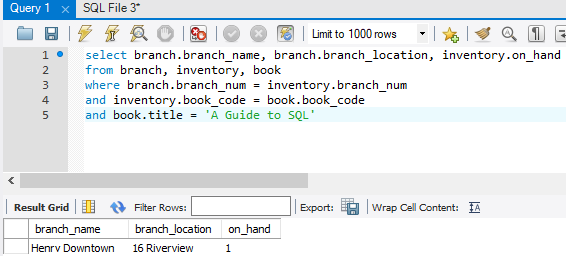 Query 1
SQL File 3*
Limit to 1000 rows
1 select branch.branch_name, branch.branch_location, inventory.on_hand
2 from branch, inventory, book
3 where branch.branch_num = inventory.branch_num
4 and inventory.book_code = book.book_code
5 and book.title = 'A Guide to SQL'
Result Grid Filter Rows: Export: Wrap Cell Content:
branch_name branch_location on_hand
Henry Downtown 16 Riverview 1